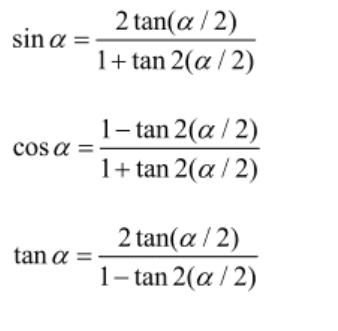 sin α = 2 tan(α / 2) / 1 + tan 2(α / 2)
cos α = 1 − tan 2(α / 2) / 1 + tan 2(α / 2)
tan α = 2 tan(α / 2) / 1 − tan 2(α / 2)